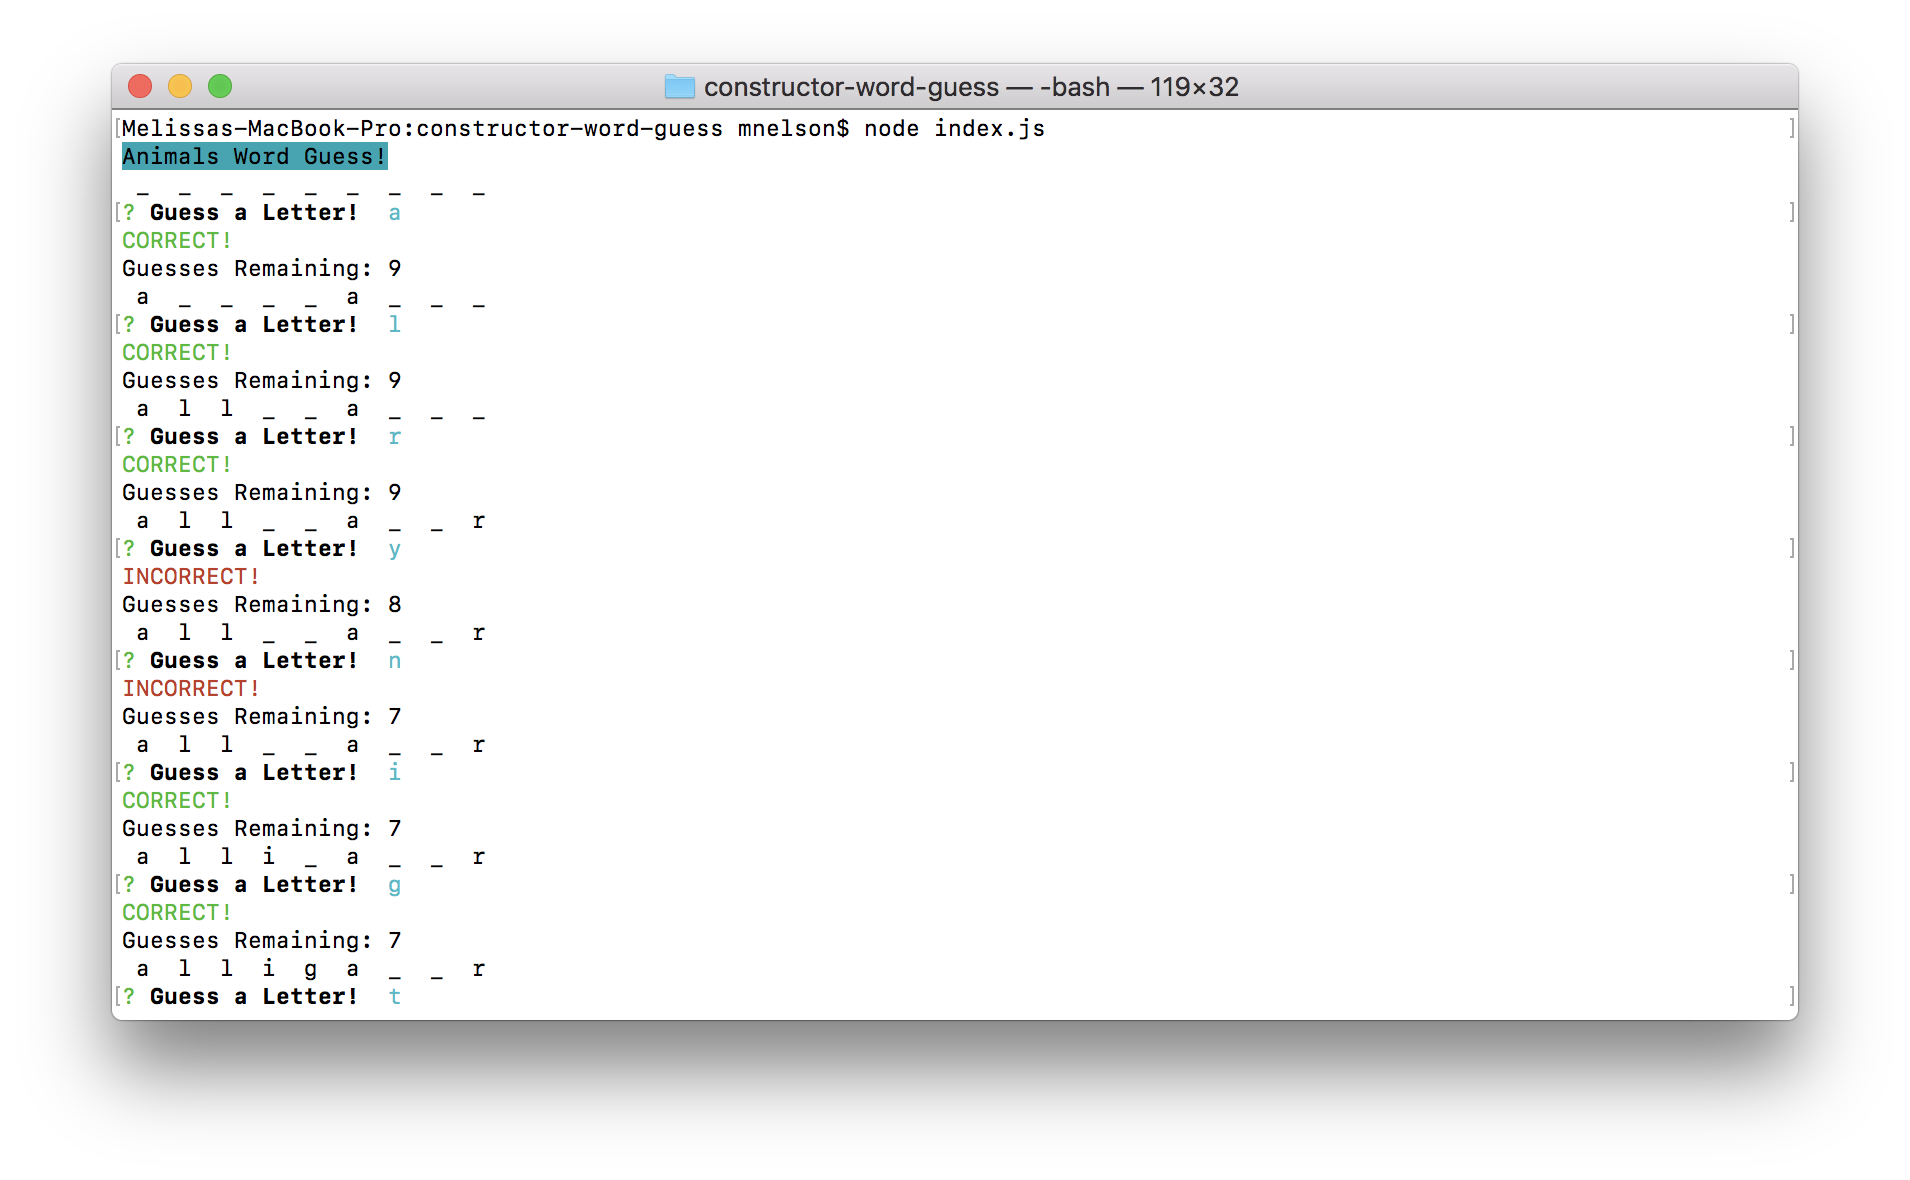 constructor-word-guess — -bash — 119×32
[Melissas-MacBook-Pro:constructor-word-guess mnelson$ node index.js ]
Animals Word Guess!
_ _ _ _ _ _ _ _ _
[? Guess a Letter! a ]
CORRECT!
Guesses Remaining: 9
a _ _ _ _ a _ _ _
[? Guess a Letter! l ]
CORRECT!
Guesses Remaining: 9
a l l _ _ a _ _ _
[? Guess a Letter! r ]
CORRECT!
Guesses Remaining: 9
a l l _ _ a _ _ r
[? Guess a Letter! y ]
INCORRECT!
Guesses Remaining: 8
a l l _ _ a _ _ r
[? Guess a Letter! n ]
INCORRECT!
Guesses Remaining: 7
a l l _ _ a _ _ r
[? Guess a Letter! i ]
CORRECT!
Guesses Remaining: 7
a l l i _ a _ _ r
[? Guess a Letter! g ]
CORRECT!
Guesses Remaining: 7
a l l i g a _ _ r
[? Guess a Letter! t ]